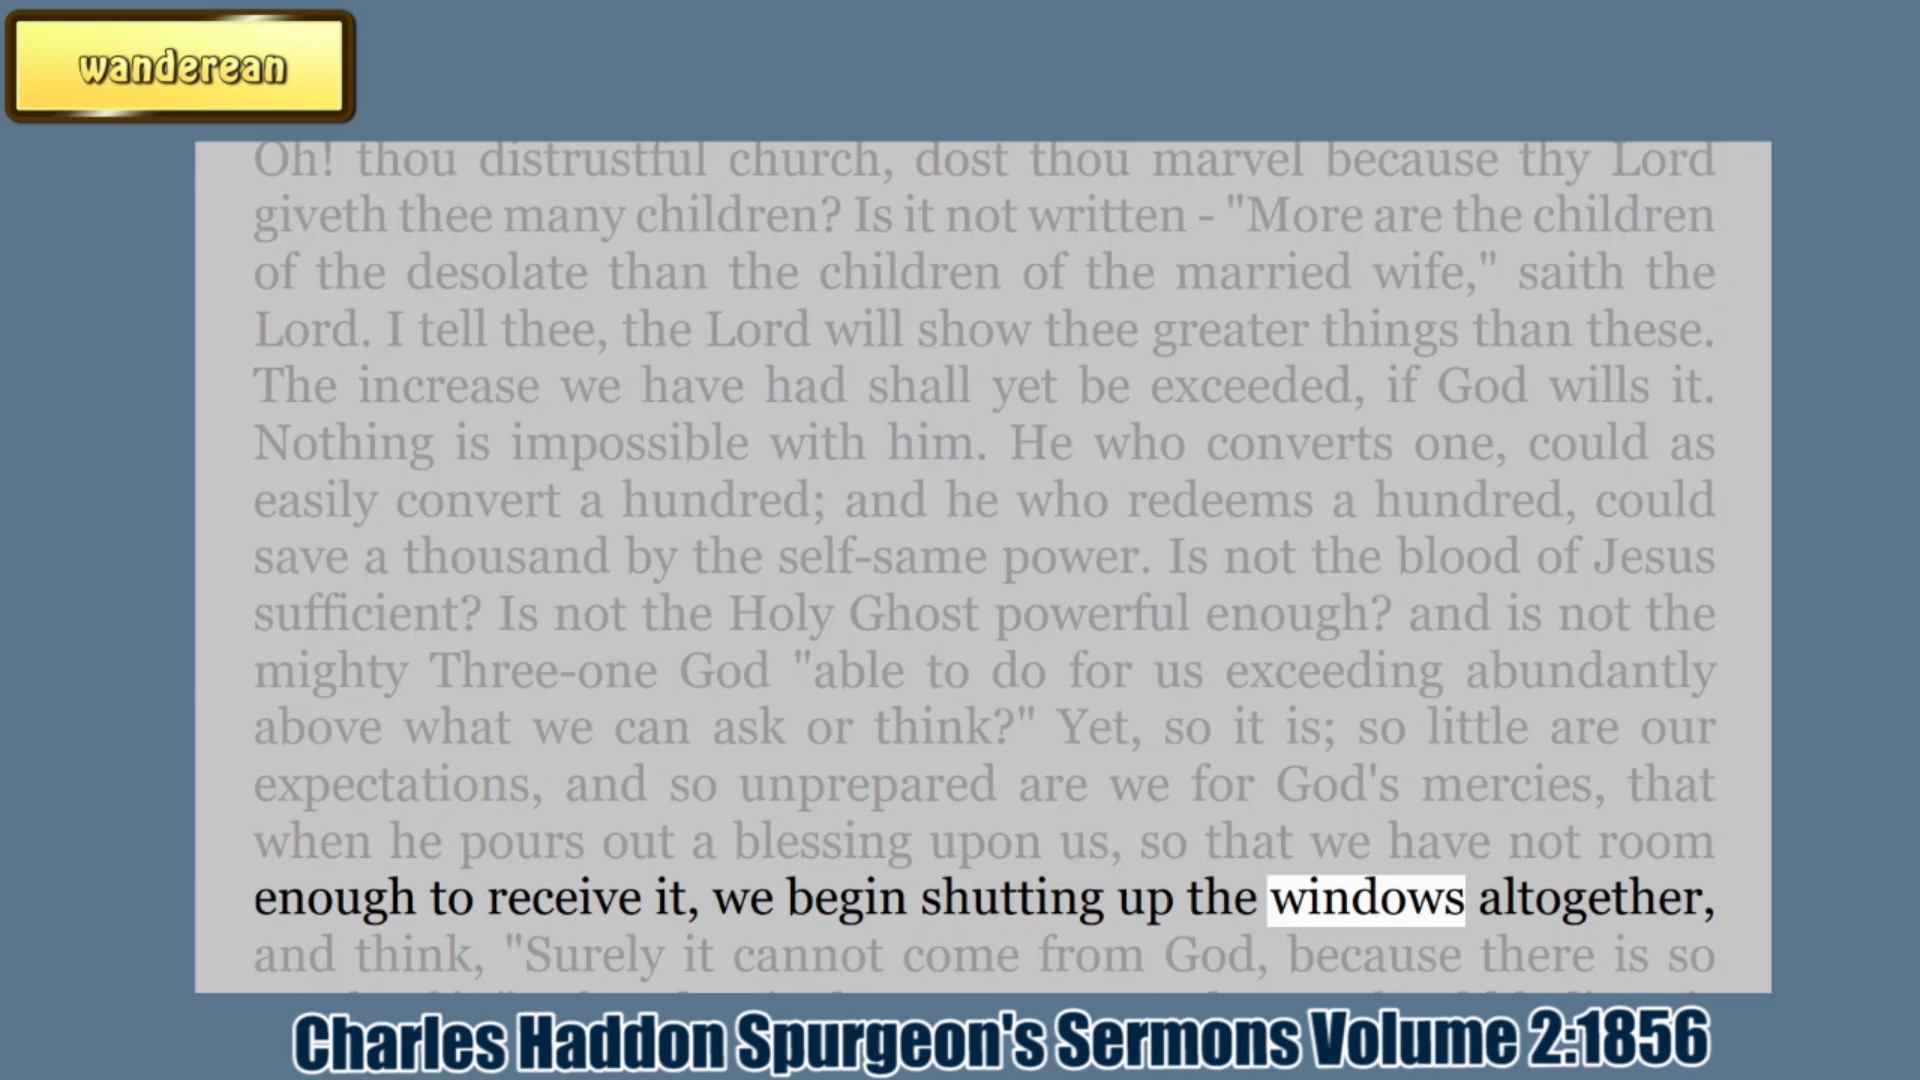 wanderean
Oh! thou distrustful church, dost thou marvel because thy Lord
giveth thee many children? Is it not written - "More are the children
of the desolate than the children of the married wife," saith the
Lord. I tell thee, the Lord will show thee greater things than these.
The increase we have had shall yet be exceeded, if God wills it.
Nothing is impossible with him. He who converts one, could as
easily convert a hundred; and he who redeems a hundred, could
save a thousand by the self-same power. Is not the blood of Jesus
sufficient? Is not the Holy Ghost powerful enough? and is not the
mighty Three-one God "able to do for us exceeding abundantly
above what we can ask or think?" Yet, so it is; so little are our
expectations, and so unprepared are we for God's mercies, that
when he pours out a blessing upon us, so that we have not room
enough to receive it, we begin shutting up the windows altogether,
and think, "Surely it cannot come from God, because there is so
Charles Haddon Spurgeon's Sermons Volume 2:1856